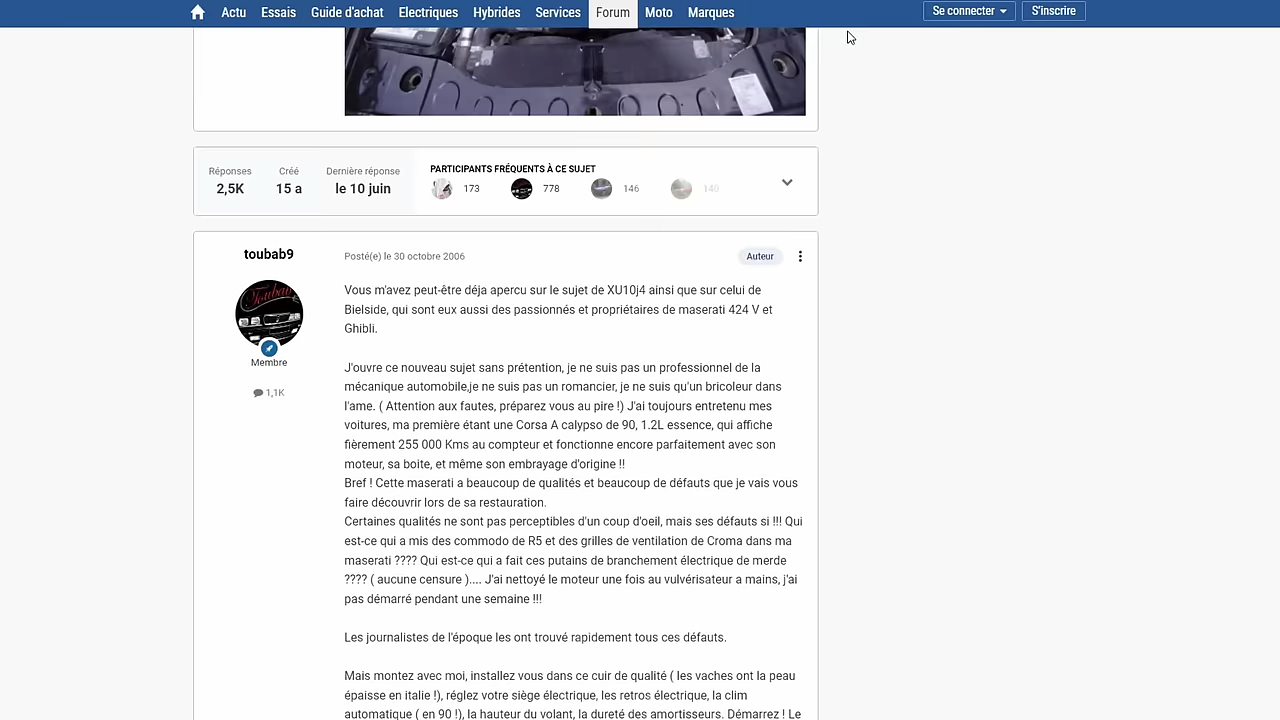 Actu Essais Guide d'achat Electriques Hybrides Services Forum Moto Marques Se connecter S'inscrire
Réponses Créé Dernière réponse
2,5K 15 a le 10 juin
PARTICIPANTS FRÉQUENTS À CE SUJET
173 778 146 140
toubab9
Membre
1,1K
Posté(e) le 30 octobre 2006 Auteur
Vous m'avez peut-être déja apercu sur le sujet de XU10j4 ainsi que sur celui de
Bielside, qui sont eux aussi des passionnés et propriétaires de maserati 424 V et
Ghibli.
J'ouvre ce nouveau sujet sans prétention, je ne suis pas un professionnel de la
mécanique automobile,je ne suis pas un romancier, je ne suis qu'un bricoleur dans
l'ame. ( Attention aux fautes, préparez vous au pire !) J'ai toujours entretenu mes
voitures, ma première étant une Corsa A calypso de 90, 1.2L essence, qui affiche
fièrement 255 000 Kms au compteur et fonctionne encore parfaitement avec son
moteur, sa boite, et même son embrayage d'origine !!
Bref ! Cette maserati a beaucoup de qualités et beaucoup de défauts que je vais vous
faire découvrir lors de sa restauration.
Certaines qualités ne sont pas perceptibles d'un coup d'oeil, mais ses défauts si !!! Qui
est-ce qui a mis des commodo de R5 et des grilles de ventilation de Croma dans ma
maserati ???? Qui est-ce qui a fait ces putains de branchement électrique de merde
???? ( aucune censure ).... J'ai nettoyé le moteur une fois au vulvérisateur a mains, j'ai
pas démarré pendant une semaine !!!
Les journalistes de l'époque les ont trouvé rapidement tous ces défauts.
Mais montez avec moi, installez vous dans ce cuir de qualité ( les vaches ont la peau
épaisse en italie !), réglez votre siège électrique, les retros électrique, la clim
automatique ( en 90 !), la hauteur du volant, la dureté des amortisseurs. Démarrez ! Le